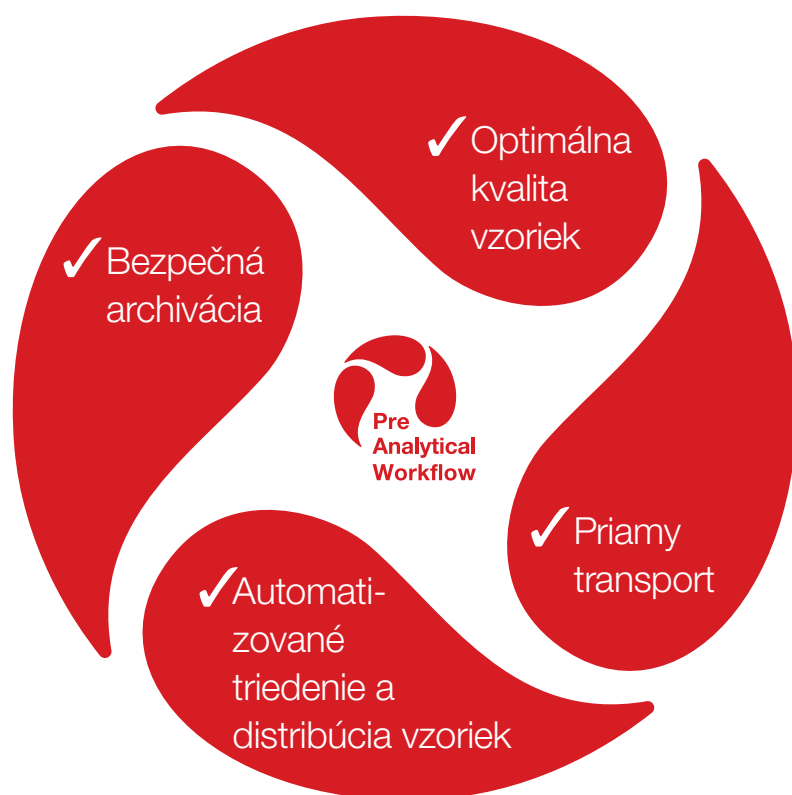 ✓ Optimálna
kvalita
vzoriek
✓ Priamy
transport
✓ Automati-
zované
triedenie a
distribúcia vzoriek
✓ Bezpečná
archivácia
Pre
Analytical
Workflow